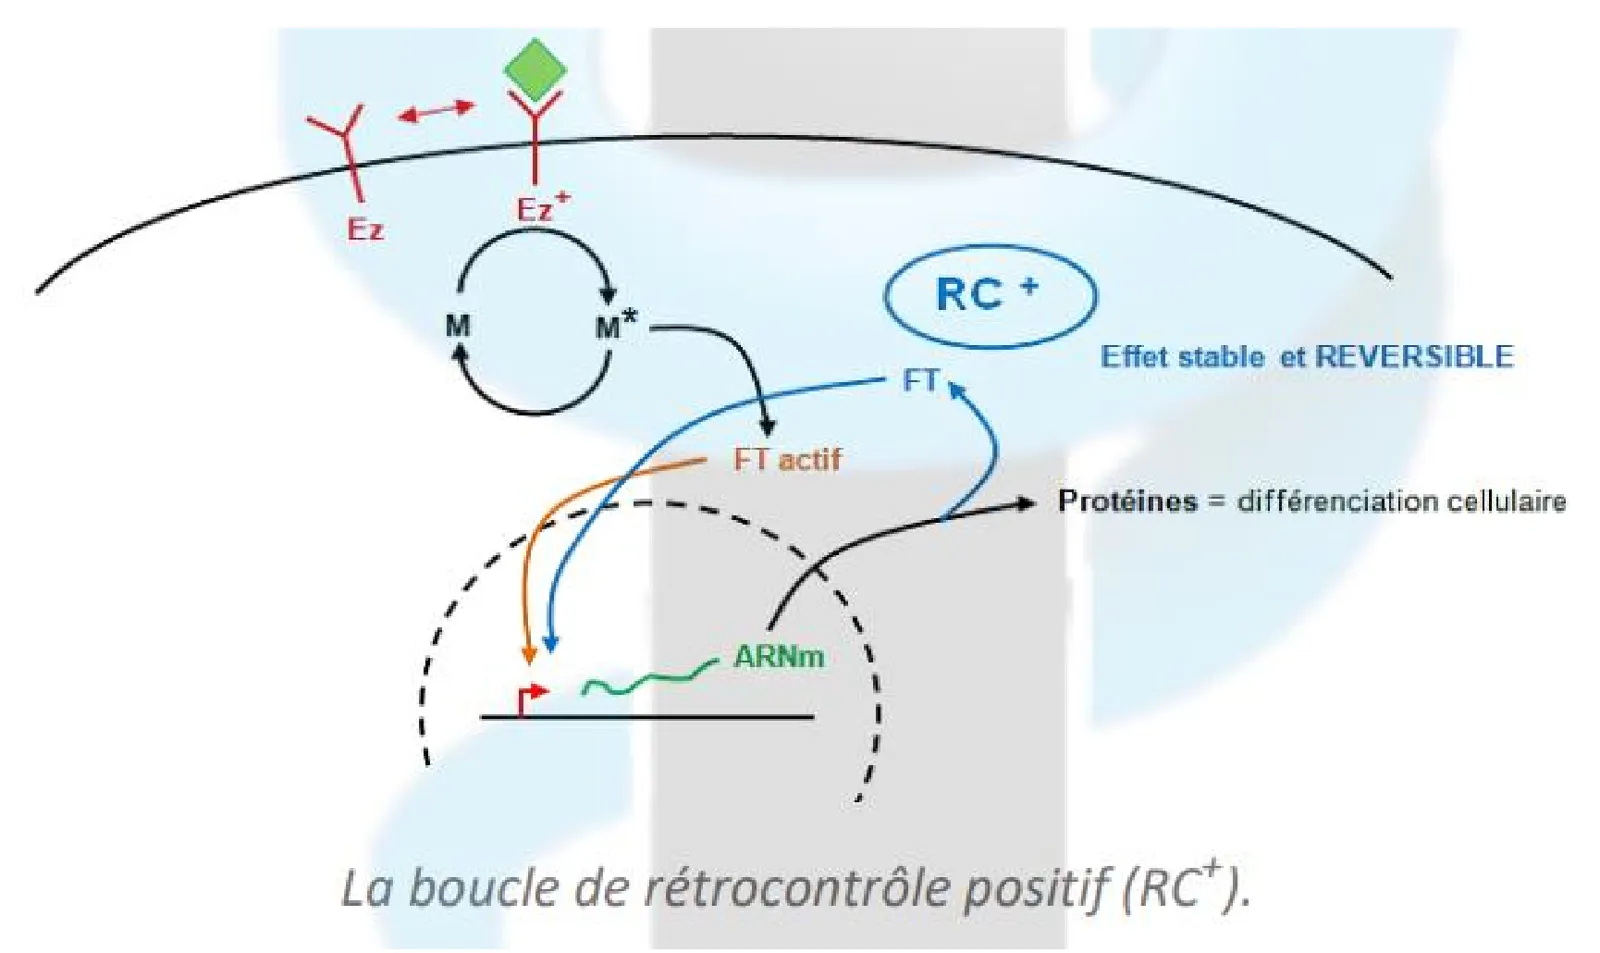 Ez
Ez⁺
M
M*
RC ⁺
Effet stable et REVERSIBLE
FT
FT actif
Protéines = différenciation cellulaire
ARNm
La boucle de rétrocontrôle positif (RC⁺).